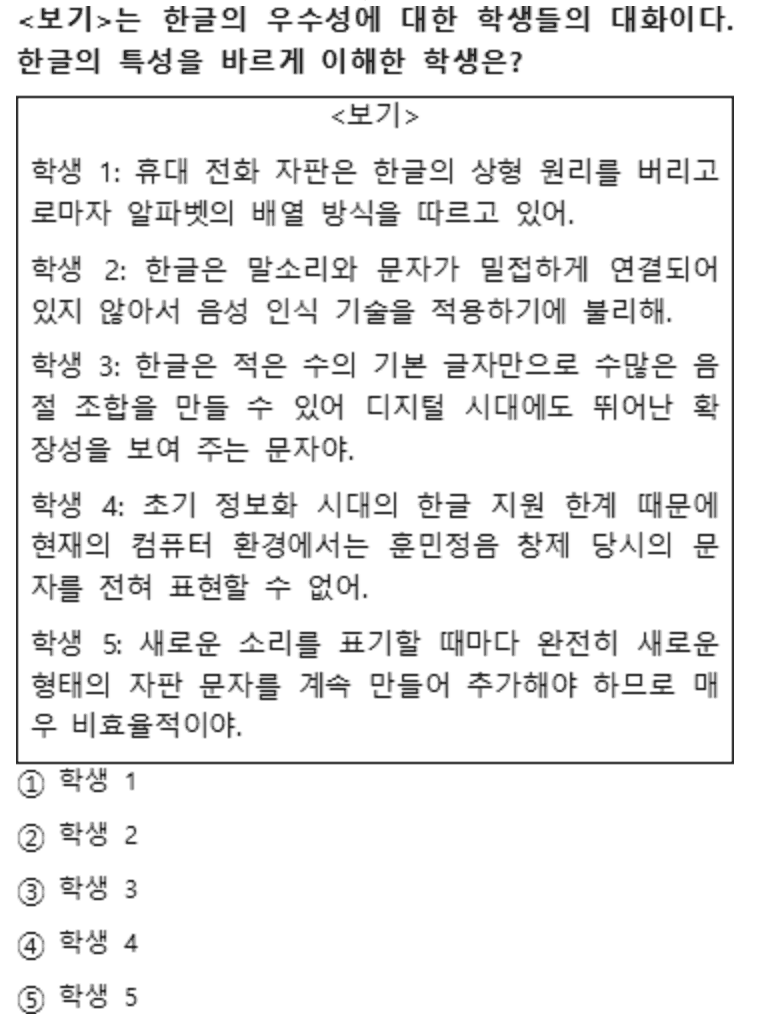 <보기>는 한글의 우수성에 대한 학생들의 대화이다.
한글의 특성을 바르게 이해한 학생은?
<보기>
학생 1: 휴대 전화 자판은 한글의 상형 원리를 버리고
로마자 알파벳의 배열 방식을 따르고 있어.
학생 2: 한글은 말소리와 문자가 밀접하게 연결되어
있지 않아서 음성 인식 기술을 적용하기에 불리해.
학생 3: 한글은 적은 수의 기본 글자만으로 수많은 음
절 조합을 만들 수 있어 디지털 시대에도 뛰어난 확
장성을 보여 주는 문자야.
학생 4: 초기 정보화 시대의 한글 지원 한계 때문에
현재의 컴퓨터 환경에서는 훈민정음 창제 당시의 문
자를 전혀 표현할 수 없어.
학생 5: 새로운 소리를 표기할 때마다 완전히 새로운
형태의 자판 문자를 계속 만들어 추가해야 하므로 매
우 비효율적이야.
① 학생 1
② 학생 2
③ 학생 3
④ 학생 4
⑤ 학생 5